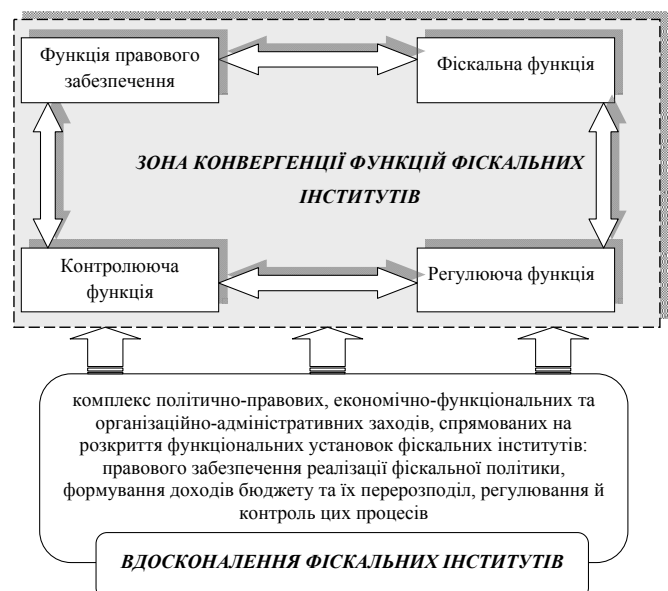 Функція правового
забезпечення
Фіскальна функція
ЗОНА КОНВЕРГЕНЦІЇ ФУНКЦІЙ ФІСКАЛЬНИХ
ІНСТИТУТІВ
Контролююча
функція
Регулююча функція
комплекс політично-правових, економічно-функціональних та
організаційно-адміністративних заходів, спрямованих на
розкриття функціональних установок фіскальних інститутів:
правового забезпечення реалізації фіскальної політики,
формування доходів бюджету та їх перерозподіл, регулювання й
контроль цих процесів
ВДОСКОНАЛЕННЯ ФІСКАЛЬНИХ ІНСТИТУТІВ